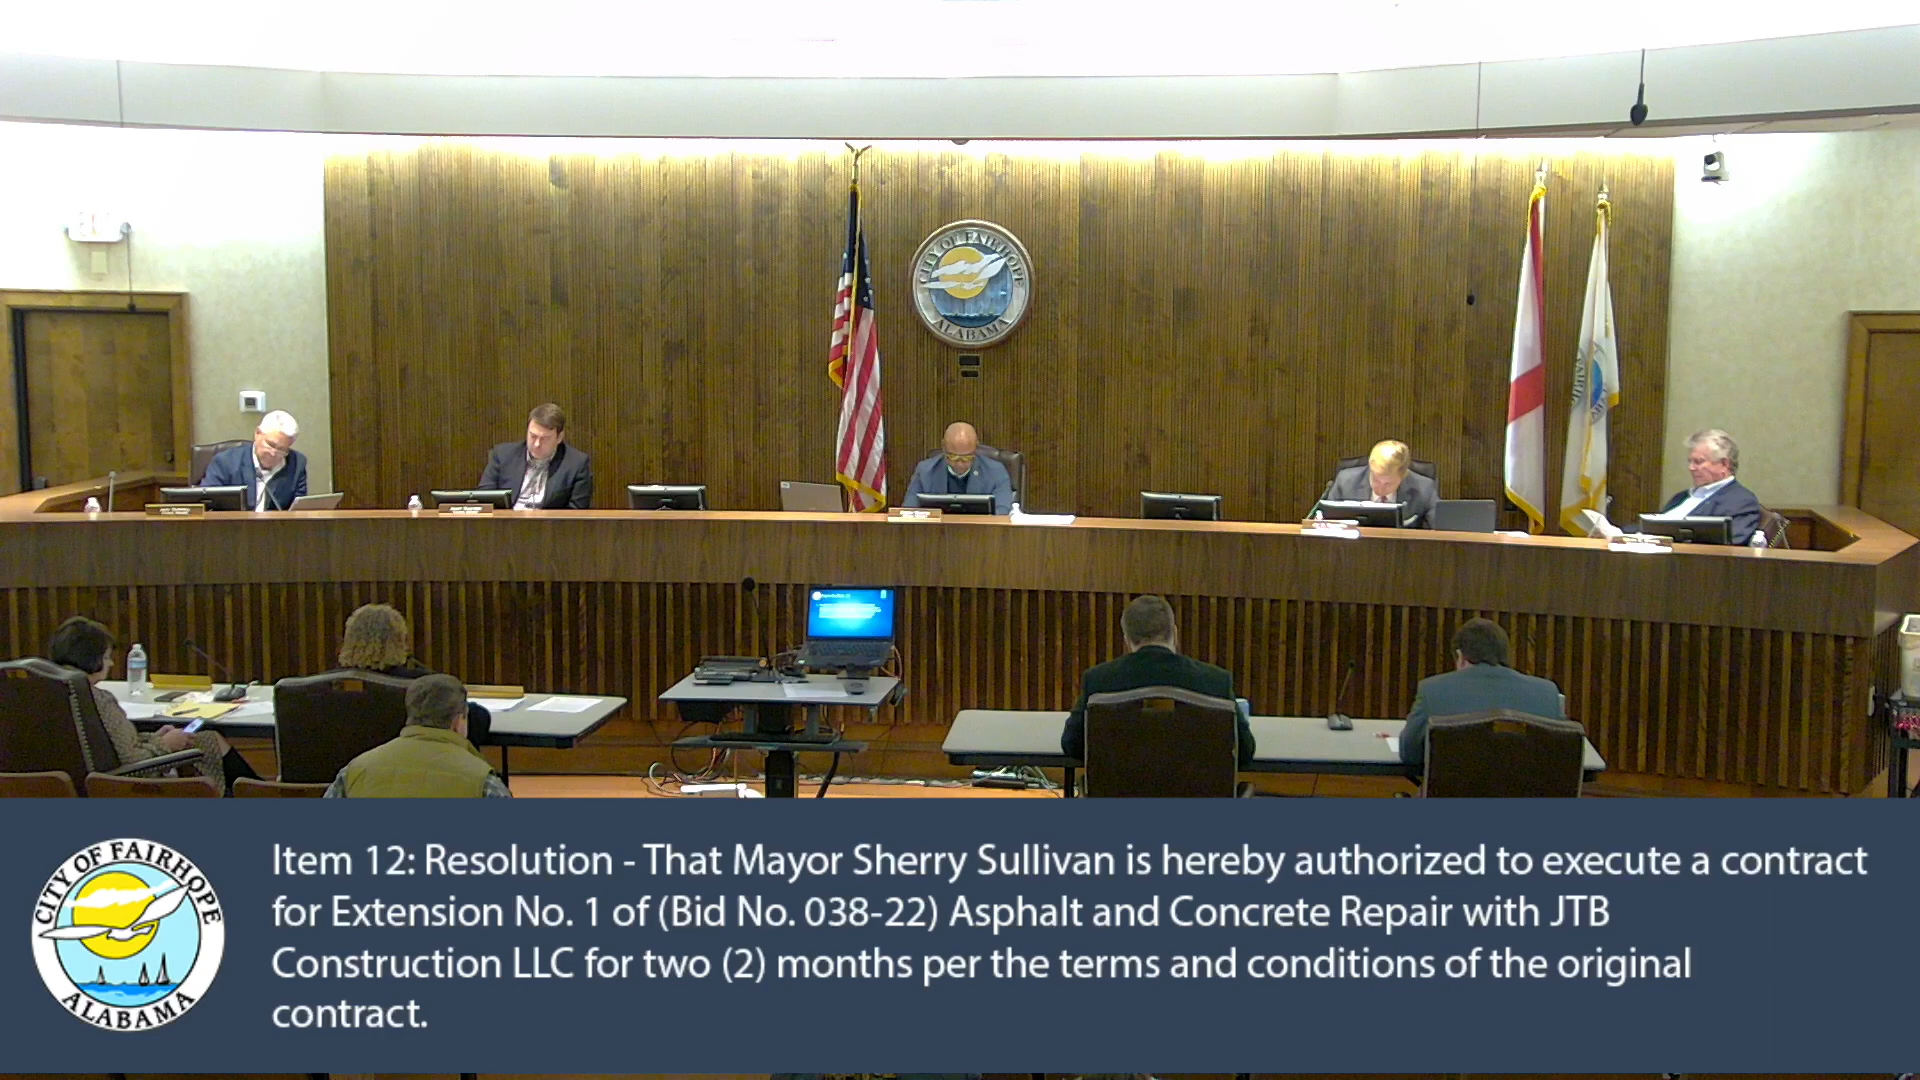 CITY OF FAIRHOPE
ALABAMA
CITY OF FAIRHOPE
ALABAMA
Item 12: Resolution - That Mayor Sherry Sullivan is hereby authorized to execute a contract
for Extension No. 1 of (Bid No. 038-22) Asphalt and Concrete Repair with JTB
Construction LLC for two (2) months per the terms and conditions of the original
contract.